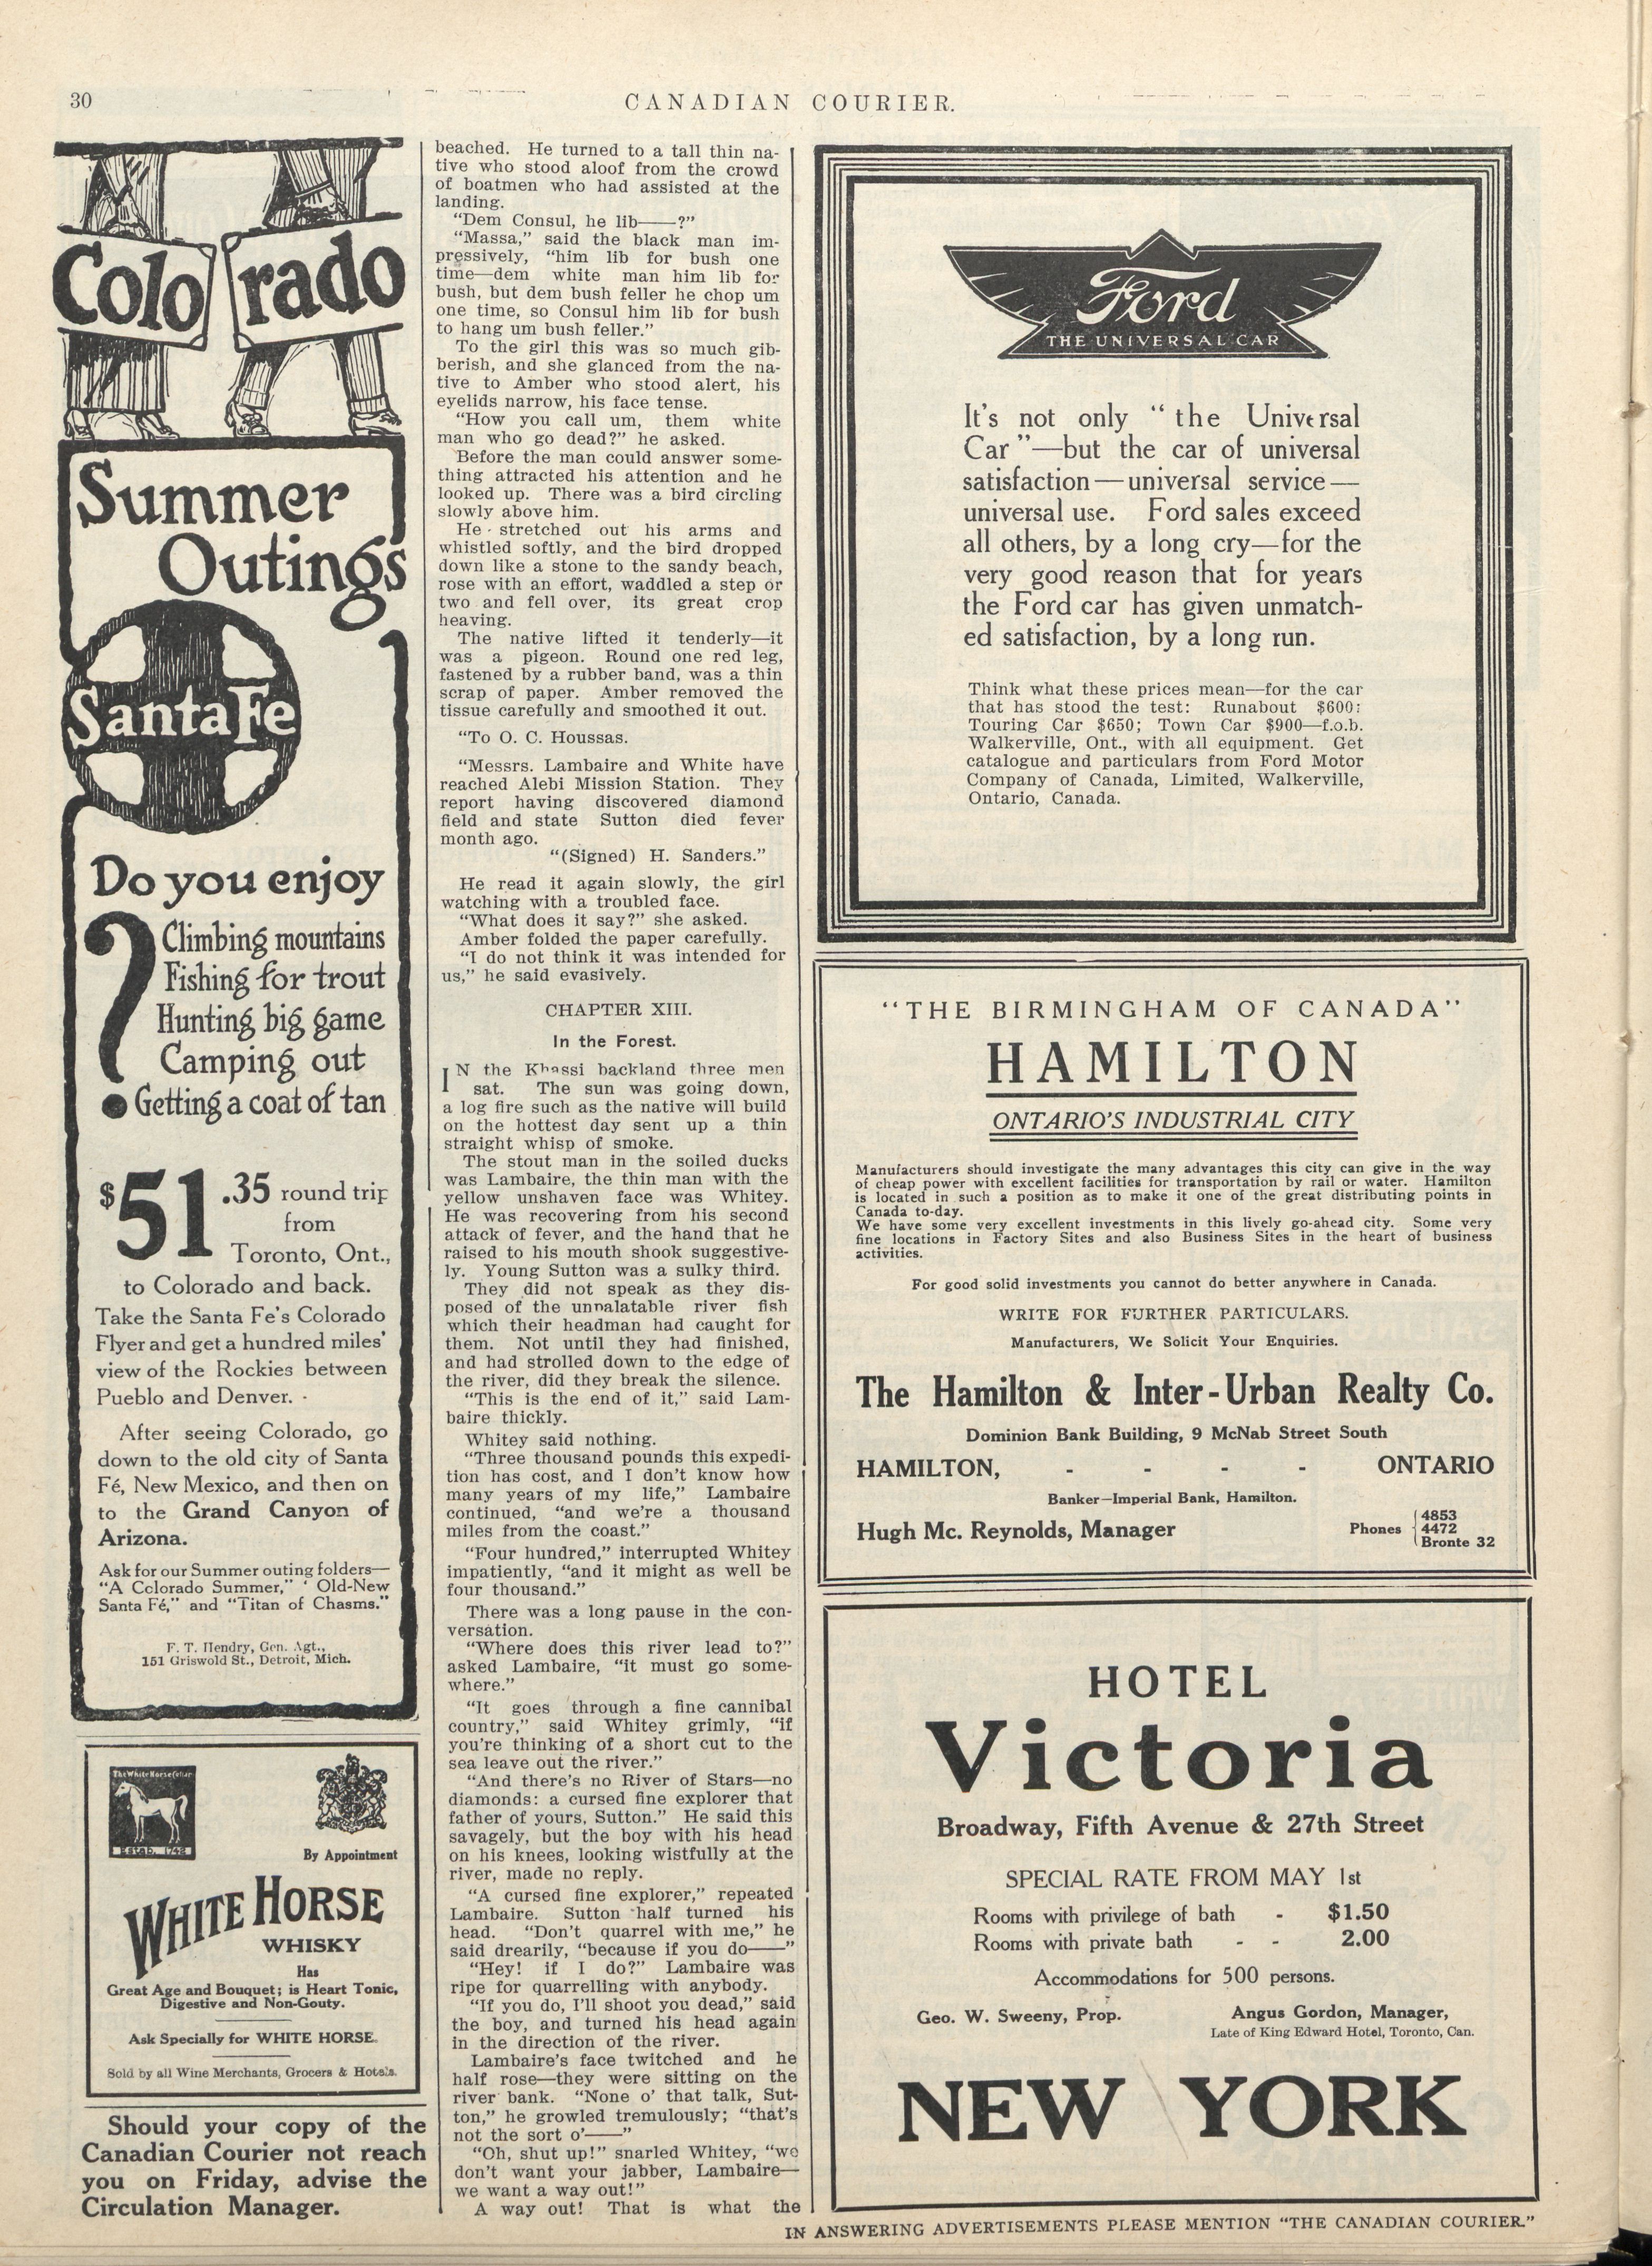 30
CANADIAN COURIER.
Colo rado
Summer
Outings
Santa Fe
Do you enjoy
?
Climbing mountains
Fishing for trout
Hunting big game
Camping out
Getting a coat of tan
$51.35 round trip
from
Toronto, Ont.,
to Colorado and back.
Take the Santa Fe's Colorado
Flyer and get a hundred miles'
view of the Rockies between
Pueblo and Denver.
After seeing Colorado, go
down to the old city of Santa
Fé, New Mexico, and then on
to the Grand Canyon of
Arizona.
Ask for our Summer outing folders—
"A Colorado Summer," ' Old-New
Santa Fé," and "Titan of Chasms."
F. T. Hendry, Gen. Agt.,
151 Griswold St., Detroit, Mich.
The White Horse Cellar
Estab. 1742
By Appointment
WHITE HORSE
WHISKY
Has
Great Age and Bouquet; is Heart Tonic,
Digestive and Non-Gouty.
Ask Specially for WHITE HORSE.
Sold by all Wine Merchants, Grocers & Hotels.
Should your copy of the
Canadian Courier not reach
you on Friday, advise the
Circulation Manager.
beached. He turned to a tall thin na-
tive who stood aloof from the crowd
of boatmen who had assisted at the
landing.
"Dem Consul, he lib——?"
"Massa," said the black man im-
pressively, "him lib for bush one
time—dem white man him lib for
bush, but dem bush feller he chop um
one time, so Consul him lib for bush
to hang um bush feller."
To the girl this was so much gib-
berish, and she glanced from the na-
tive to Amber who stood alert, his
eyelids narrow, his face tense.
"How you call um, them white
man who go dead?" he asked.
Before the man could answer some-
thing attracted his attention and he
looked up. There was a bird circling
slowly above him.
He stretched out his arms and
whistled softly, and the bird dropped
down like a stone to the sandy beach,
rose with an effort, waddled a step or
two and fell over, its great crop
heaving.
The native lifted it tenderly—it
was a pigeon. Round one red leg,
fastened by a rubber band, was a thin
scrap of paper. Amber removed the
tissue carefully and smoothed it out.
"To O. C. Houssas.
"Messrs. Lambaire and White have
reached Alebi Mission Station. They
report having discovered diamond
field and state Sutton died fever
month ago.
"(Signed) H. Sanders."
He read it again slowly, the girl
watching with a troubled face.
"What does it say?" she asked.
Amber folded the paper carefully.
"I do not think it was intended for
us," he said evasively.
CHAPTER XIII.
In the Forest.
IN the Khassi backland three men
sat. The sun was going down,
a log fire such as the native will build
on the hottest day sent up a thin
straight whisp of smoke.
The stout man in the soiled ducks
was Lambaire, the thin man with the
yellow unshaven face was Whitey.
He was recovering from his second
attack of fever, and the hand that he
raised to his mouth shook suggestive-
ly. Young Sutton was a sulky third.
They did not speak as they dis-
posed of the unpalatable river fish
which their headman had caught for
them. Not until they had finished,
and had strolled down to the edge of
the river, did they break the silence.
"This is the end of it," said Lam-
baire thickly.
Whitey said nothing.
"Three thousand pounds this expedi-
tion has cost, and I don't know how
many years of my life," Lambaire
continued, "and we're a thousand
miles from the coast."
"Four hundred," interrupted Whitey
impatiently, "and it might as well be
four thousand."
There was a long pause in the con-
versation.
"Where does this river lead to?"
asked Lambaire, "it must go some-
where."
"It goes through a fine cannibal
country," said Whitey grimly, "if
you're thinking of a short cut to the
sea leave out the river."
"And there's no River of Stars—no
diamonds: a cursed fine explorer that
father of yours, Sutton." He said this
savagely, but the boy with his head
on his knees, looking wistfully at the
river, made no reply.
"A cursed fine explorer," repeated
Lambaire. Sutton half turned his
head. "Don't quarrel with me," he
said drearily, "because if you do——"
"Hey! if I do?" Lambaire was
ripe for quarrelling with anybody.
"If you do, I'll shoot you dead," said
the boy, and turned his head again
in the direction of the river.
Lambaire's face twitched and he
half rose—they were sitting on the
river bank. "None o' that talk, Sut-
ton," he growled tremulously; "that's
not the sort o'——"
"Oh, shut up!" snarled Whitey, "we
don't want your jabber, Lambaire—
we want a way out!"
A way out! That is what the
Ford
THE UNIVERSAL CAR
It's not only "the Universal
Car"—but the car of universal
satisfaction—universal service—
universal use. Ford sales exceed
all others, by a long cry—for the
very good reason that for years
the Ford car has given unmatch-
ed satisfaction, by a long run.
Think what these prices mean—for the car
that has stood the test: Runabout $600:
Touring Car $650; Town Car $900—f.o.b.
Walkerville, Ont., with all equipment. Get
catalogue and particulars from Ford Motor
Company of Canada, Limited, Walkerville,
Ontario, Canada.
"THE BIRMINGHAM OF CANADA"
HAMILTON
ONTARIO'S INDUSTRIAL CITY
Manufacturers should investigate the many advantages this city can give in the way
of cheap power with excellent facilities for transportation by rail or water. Hamilton
is located in such a position as to make it one of the great distributing points in
Canada to-day.
We have some very excellent investments in this lively go-ahead city. Some very
fine locations in Factory Sites and also Business Sites in the heart of business
activities.
For good solid investments you cannot do better anywhere in Canada.
WRITE FOR FURTHER PARTICULARS.
Manufacturers, We Solicit Your Enquiries.
The Hamilton & Inter-Urban Realty Co.
Dominion Bank Building, 9 McNab Street South
HAMILTON, - - - - ONTARIO
Banker—Imperial Bank, Hamilton.
Hugh Mc. Reynolds, Manager
Phones { 4853
4472
Bronte 32
HOTEL
Victoria
Broadway, Fifth Avenue & 27th Street
SPECIAL RATE FROM MAY 1st
Rooms with privilege of bath - $1.50
Rooms with private bath - - 2.00
Accommodations for 500 persons.
Geo. W. Sweeny, Prop.
Angus Gordon, Manager,
Late of King Edward Hotel, Toronto, Can.
NEW YORK
IN ANSWERING ADVERTISEMENTS PLEASE MENTION "THE CANADIAN COURIER."